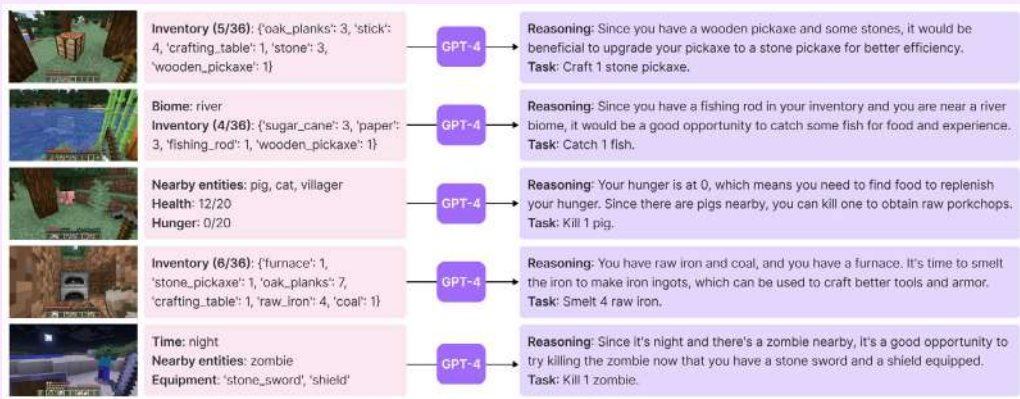 Inventory (5/36): {'oak_planks': 3, 'stick':
4, 'crafting_table': 1, 'stone': 3,
'wooden_pickaxe': 1}
GPT-4
Reasoning: Since you have a wooden pickaxe and some stones, it would be
beneficial to upgrade your pickaxe to a stone pickaxe for better efficiency.
Task: Craft 1 stone pickaxe.
Biome: river
Inventory (4/36): {'sugar_cane': 3, 'paper':
3, 'fishing_rod': 1, 'wooden_pickaxe': 1}
GPT-4
Reasoning: Since you have a fishing rod in your inventory and you are near a river
biome, it would be a good opportunity to catch some fish for food and experience.
Task: Catch 1 fish.
Nearby entities: pig, cat, villager
Health: 12/20
Hunger: 0/20
GPT-4
Reasoning: Your hunger is at 0, which means you need to find food to replenish
your hunger. Since there are pigs nearby, you can kill one to obtain raw porkchops.
Task: Kill 1 pig.
Inventory (6/36): {'furnace': 1,
'stone_pickaxe': 1, 'oak_planks': 7,
'crafting_table': 1, 'raw_iron': 4, 'coal': 1}
GPT-4
Reasoning: You have raw iron and coal, and you have a furnace. It's time to smelt
the iron to make iron ingots, which can be used to craft better tools and armor.
Task: Smelt 4 raw iron.
Time: night
Nearby entities: zombie
Equipment: 'stone_sword', 'shield'
GPT-4
Reasoning: Since it's night and there's a zombie nearby, it's a good opportunity to
try killing the zombie now that you have a stone sword and a shield equipped.
Task: Kill 1 zombie.